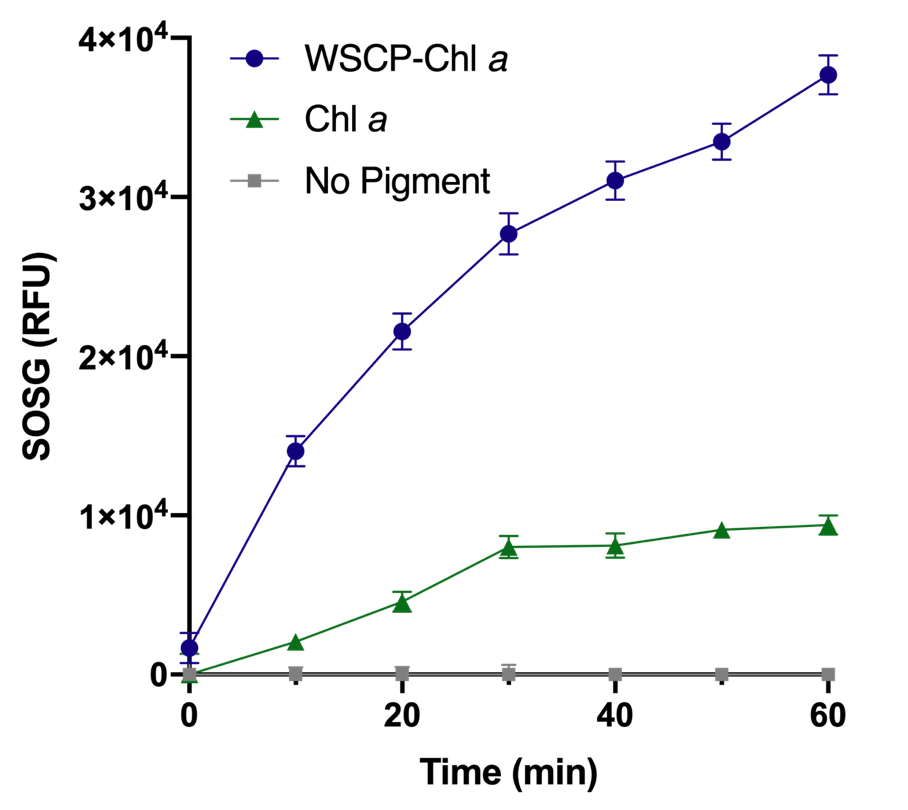 4×10⁴
3×10⁴
2×10⁴
1×10⁴
0
SOSG (RFU)
WSCP-Chl a
Chl a
No Pigment
0 20 40 60
Time (min)